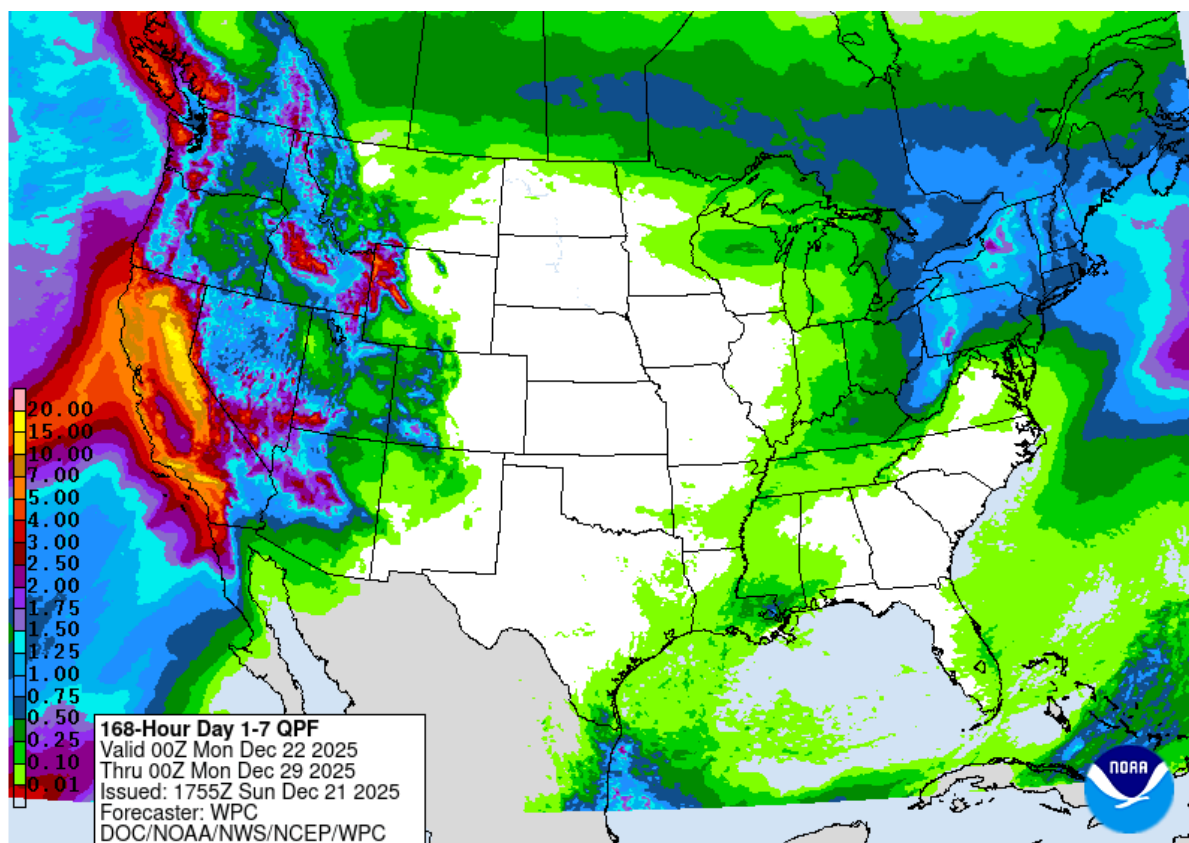 20.00
15.00
10.00
7.00
5.00
4.00
3.00
2.50
2.00
1.75
1.50
1.25
1.00
0.75
0.50
0.25
0.10
0.01
168-Hour Day 1-7 QPF
Valid 00Z Mon Dec 22 2025
Thru 00Z Mon Dec 29 2025
Issued: 1755Z Sun Dec 21 2025
Forecaster: WPC
DOC/NOAA/NWS/NCEP/WPC
NOAA